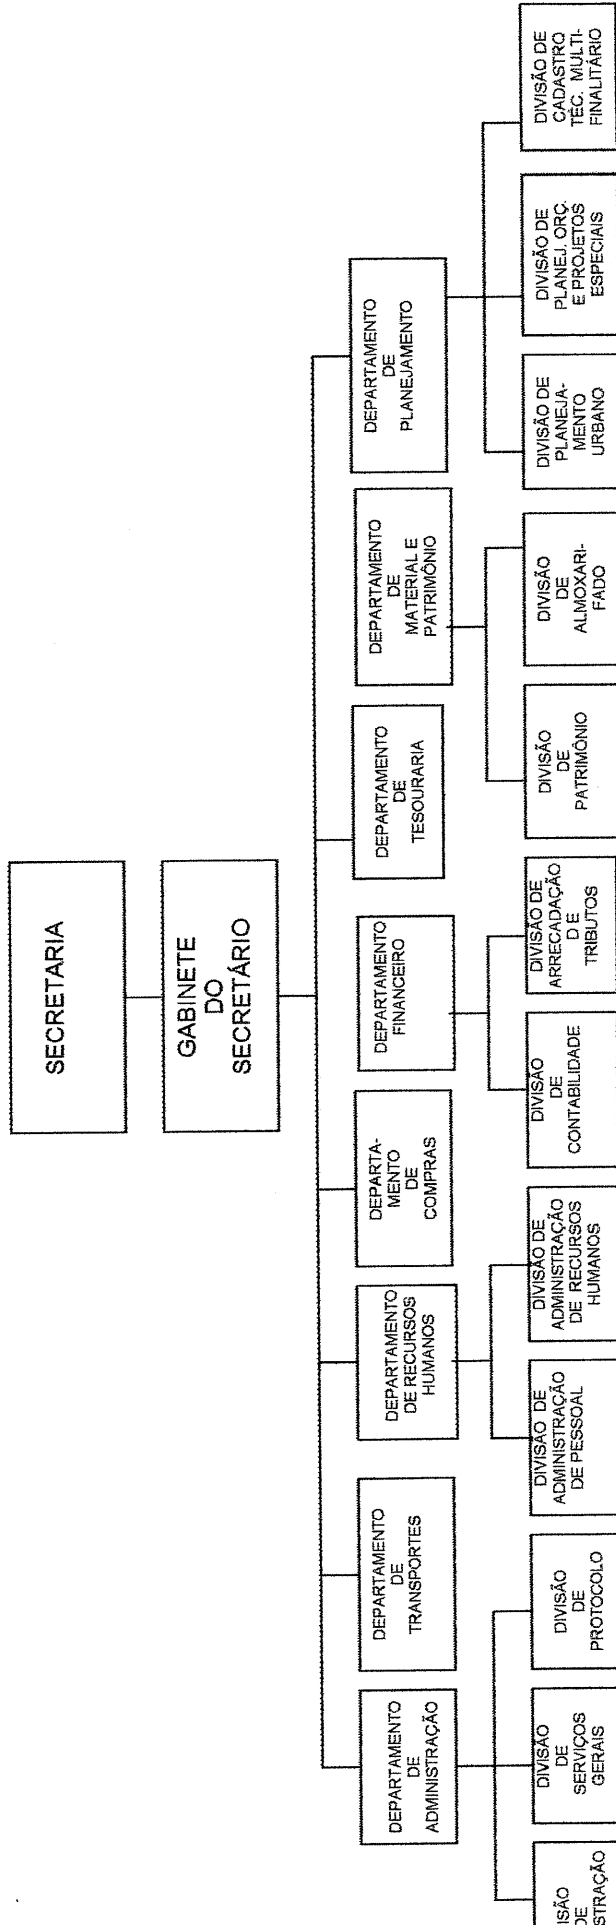 SECRETARIA
GABINETE
DO
SECRETÁRIO
DEPARTAMENTO
DE
ADMINISTRAÇÃO
DEPARTAMENTO
DE
TRANSPORTES
DEPARTAMENTO
DE RECURSOS
HUMANOS
DEPARTA-
MENTO
DE
COMPRAS
DEPARTAMENTO
FINANCEIRO
DEPARTAMENTO
DE
TESOURARIA
DEPARTAMENTO
DE
MATERIAL E
PATRIMÔNIO
DEPARTAMENTO
DE
PLANEJAMENTO
ISÃO
DE
STRAÇÃO
DIVISÃO
DE
SERVIÇOS
GERAIS
DIVISÃO
DE
PROTOCOLO
DIVISÃO DE
ADMINISTRAÇÃO
DE PESSOAL
DIVISÃO DE
ADMINISTRAÇÃO
DE RECURSOS
HUMANOS
DIVISÃO
DE
CONTABILIDADE
DIVISÃO DE
ARRECADAÇÃO
D E
TRIBUTOS
DIVISÃO
DE
PATRIMÔNIO
DIVISÃO
DE
ALMOXARI-
FADO
DIVISÃO DE
PLANEJA-
MENTO
URBANO
DIVISÃO DE
PLANEJ. ORÇ.
E PROJETOS
ESPECIAIS
DIVISÃO DE
CADASTRO
TÉC. MULTI-
FINALITÁRIO